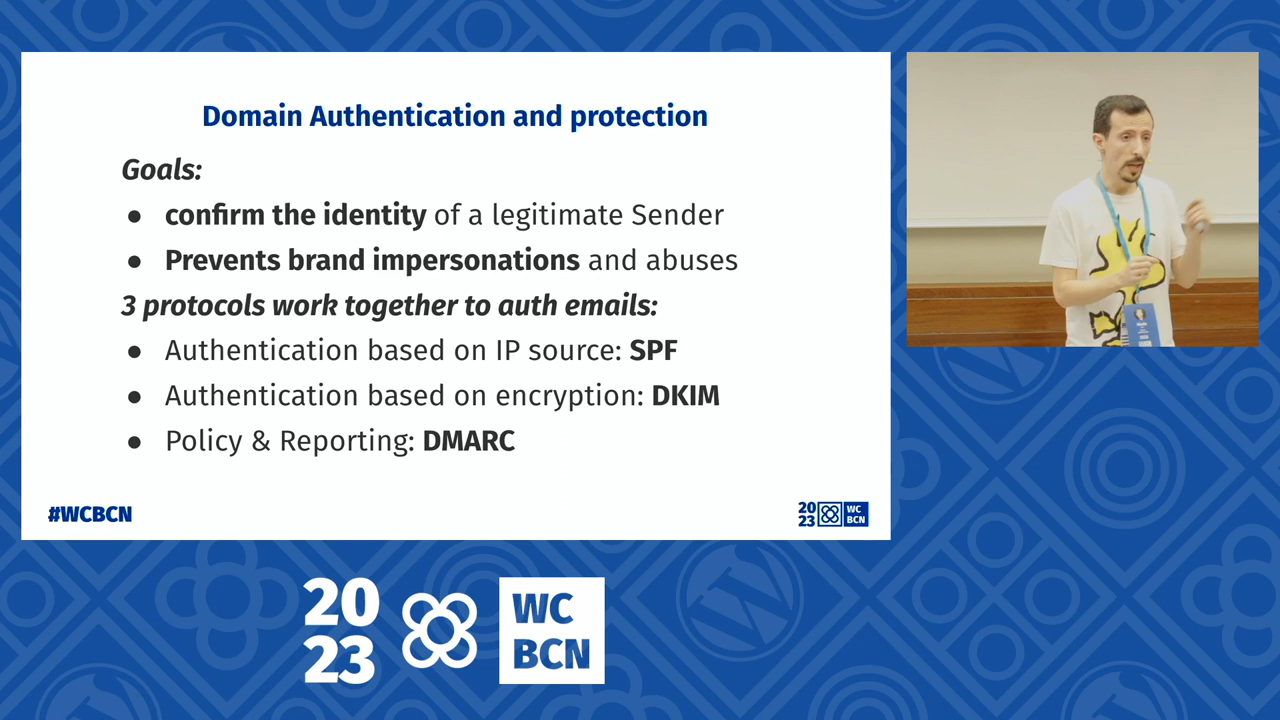 Domain Authentication and protection
Goals:
● confirm the identity of a legitimate Sender
● Prevents brand impersonations and abuses
3 protocols work together to auth emails:
● Authentication based on IP source: SPF
● Authentication based on encryption: DKIM
● Policy & Reporting: DMARC
#WCBCN
20
23
WC
BCN
20
23
WC
BCN